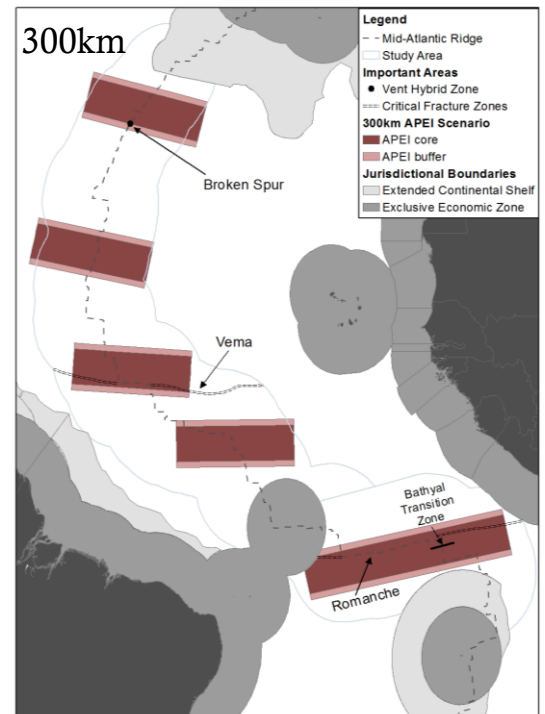 300km
Legend
Mid-Atlantic Ridge
Study Area
Important Areas
Vent Hybrid Zone
Critical Fracture Zones
300km APEI Scenario
APEI core
APEI buffer
Jurisdictional Boundaries
Extended Continental Shelf
Exclusive Economic Zone
Broken Spur
Vema
Bathyal
Transition
Zone
Romanche